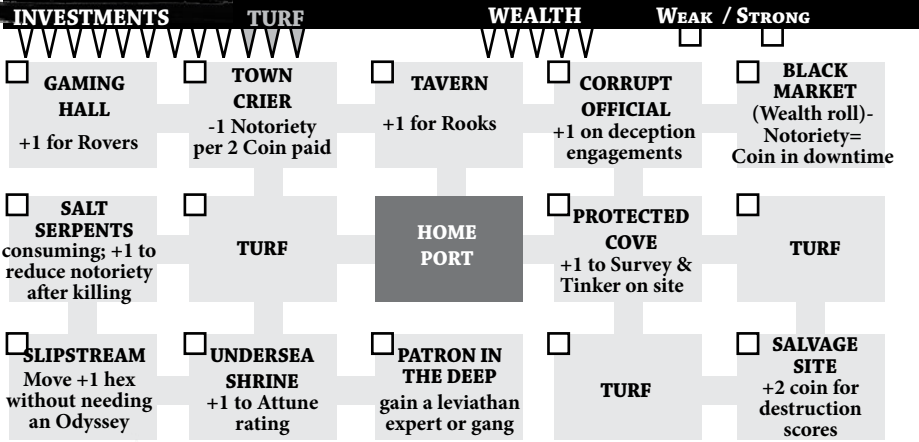 INVESTMENTS TURF WEALTH WEAK / STRONG
GAMING
HALL
+1 for Rovers
TOWN
CRIER
-1 Notoriety
per 2 Coin paid
TAVERN
+1 for Rooks
CORRUPT
OFFICIAL
+1 on deception
engagements
BLACK
MARKET
(Wealth roll)-
Notoriety=
Coin in downtime
SALT
SERPENTS
consuming; +1 to
reduce notoriety
after killing
TURF
HOME
PORT
PROTECTED
COVE
+1 to Survey &
Tinker on site
TURF
SLIPSTREAM
Move +1 hex
without needing
an Odyssey
UNDERSEA
SHRINE
+1 to Attune
rating
PATRON IN
THE DEEP
gain a leviathan
expert or gang
TURF
SALVAGE
SITE
+2 coin for
destruction
scores